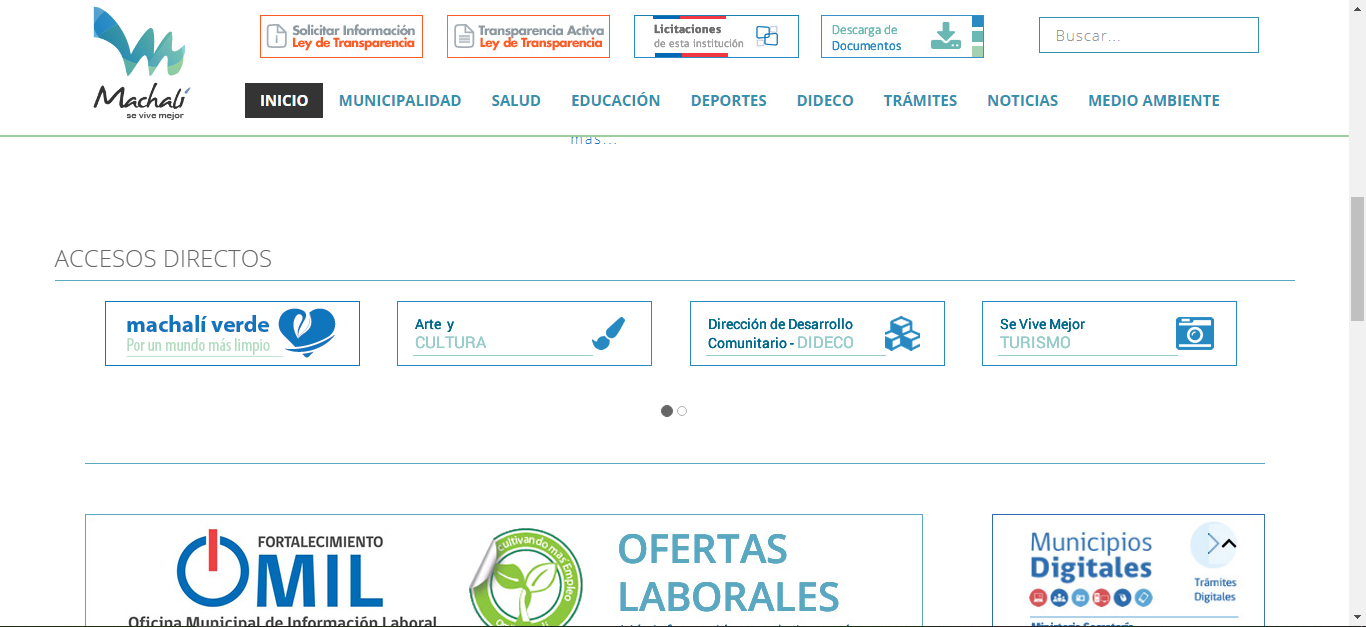 Solicitar Información
Ley de Transparencia
Transparencia Activa
Ley de Transparencia
Licitaciones
de esta institución
Descarga de
Documentos
Buscar...
Machalí
se vive mejor
INICIO MUNICIPALIDAD SALUD EDUCACIÓN DEPORTES DIDECO TRÁMITES NOTICIAS MEDIO AMBIENTE
más...
ACCESOS DIRECTOS
machalí verde
Por un mundo más limpio
Arte y
CULTURA
Dirección de Desarrollo
Comunitario - DIDECO
Se Vive Mejor
TURISMO
FORTALECIMIENTO
OMIL
Oficina Municipal de Información Laboral
cultivando más Empleo
OFERTAS
LABORALES
Municipios
Digitales
Trámites
Digitales